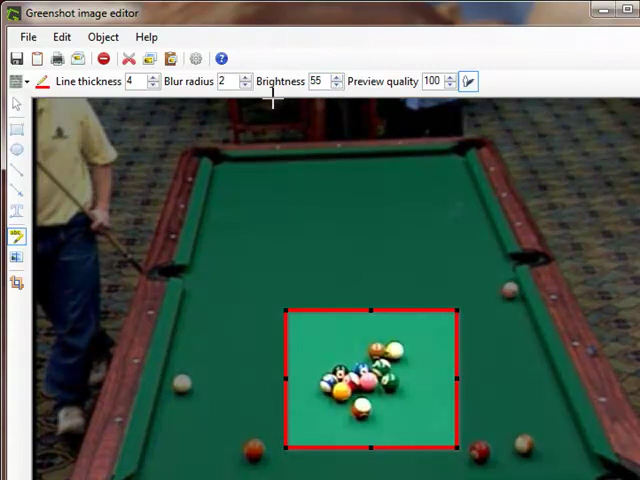 Greenshot image editor
File Edit Object Help
Line thickness 4 Blur radius 2 Brightness 55 Preview quality 100